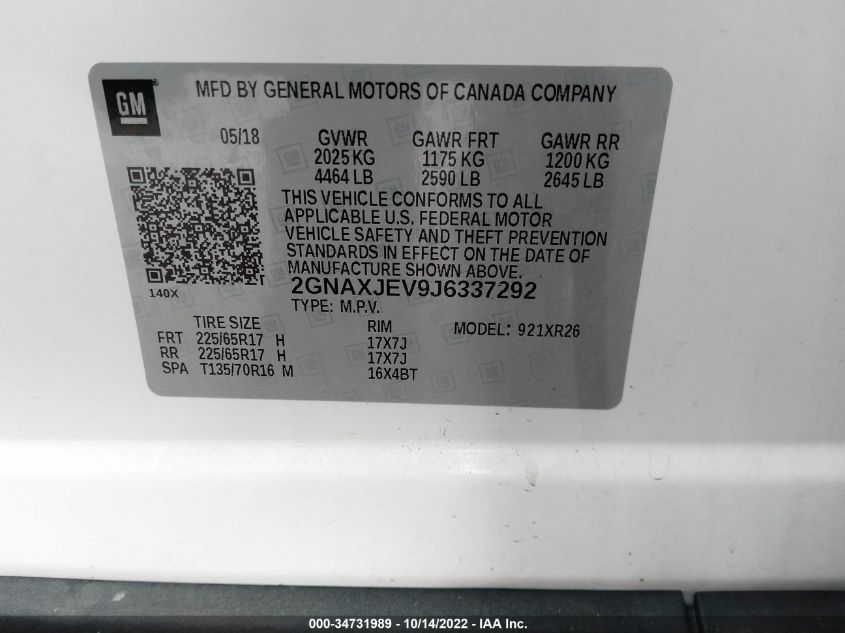 GM
MFD BY GENERAL MOTORS OF CANADA COMPANY
05/18 GVWR GAWR FRT GAWR RR
2025 KG 1175 KG 1200 KG
4464 LB 2590 LB 2645 LB
THIS VEHICLE CONFORMS TO ALL
APPLICABLE U.S. FEDERAL MOTOR
VEHICLE SAFETY AND THEFT PREVENTION
STANDARDS IN EFFECT ON THE DATE OF
MANUFACTURE SHOWN ABOVE.
140X
2GNAXJEV9J6337292
TYPE: M.P.V.
TIRE SIZE RIM MODEL: 921XR26
FRT 225/65R17 H 17X7J
RR 225/65R17 H 17X7J
SPA T135/70R16 M 16X4BT
000-34731989 - 10/14/2022 - IAA Inc.